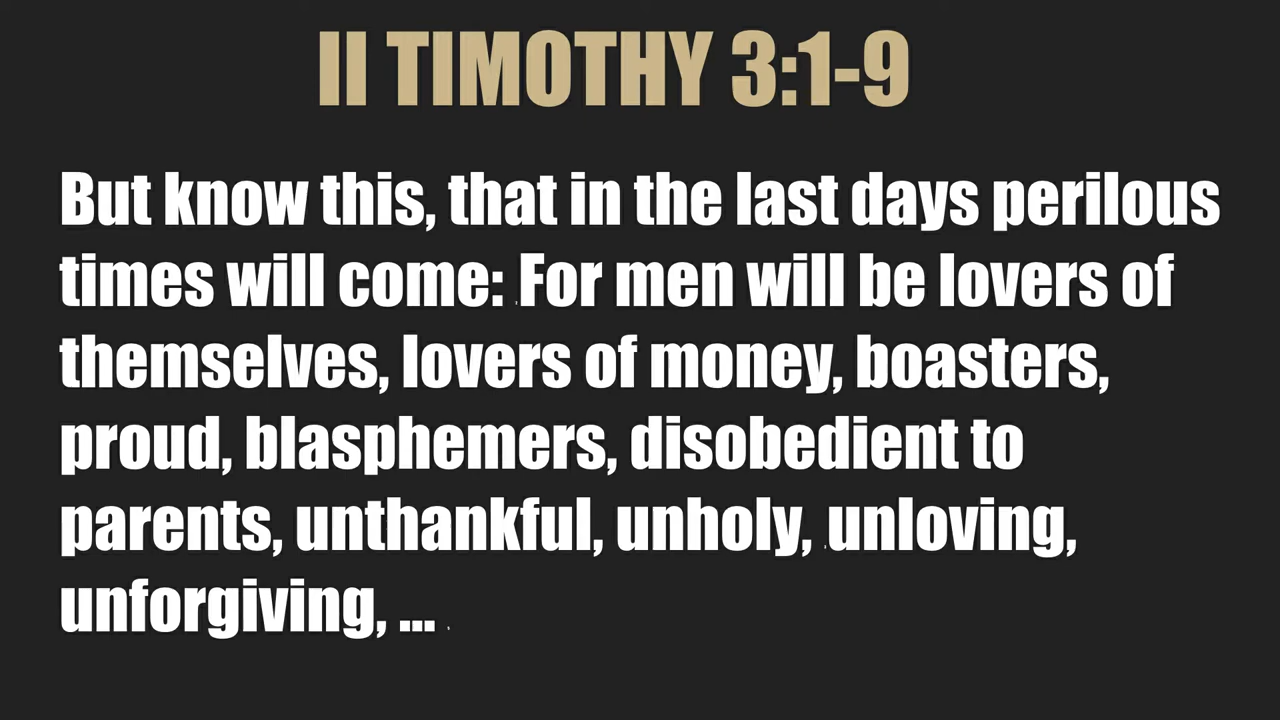 II TIMOTHY 3:1-9
But know this, that in the last days perilous
times will come: For men will be lovers of
themselves, lovers of money, boasters,
proud, blasphemers, disobedient to
parents, unthankful, unholy, unloving,
unforgiving, ...